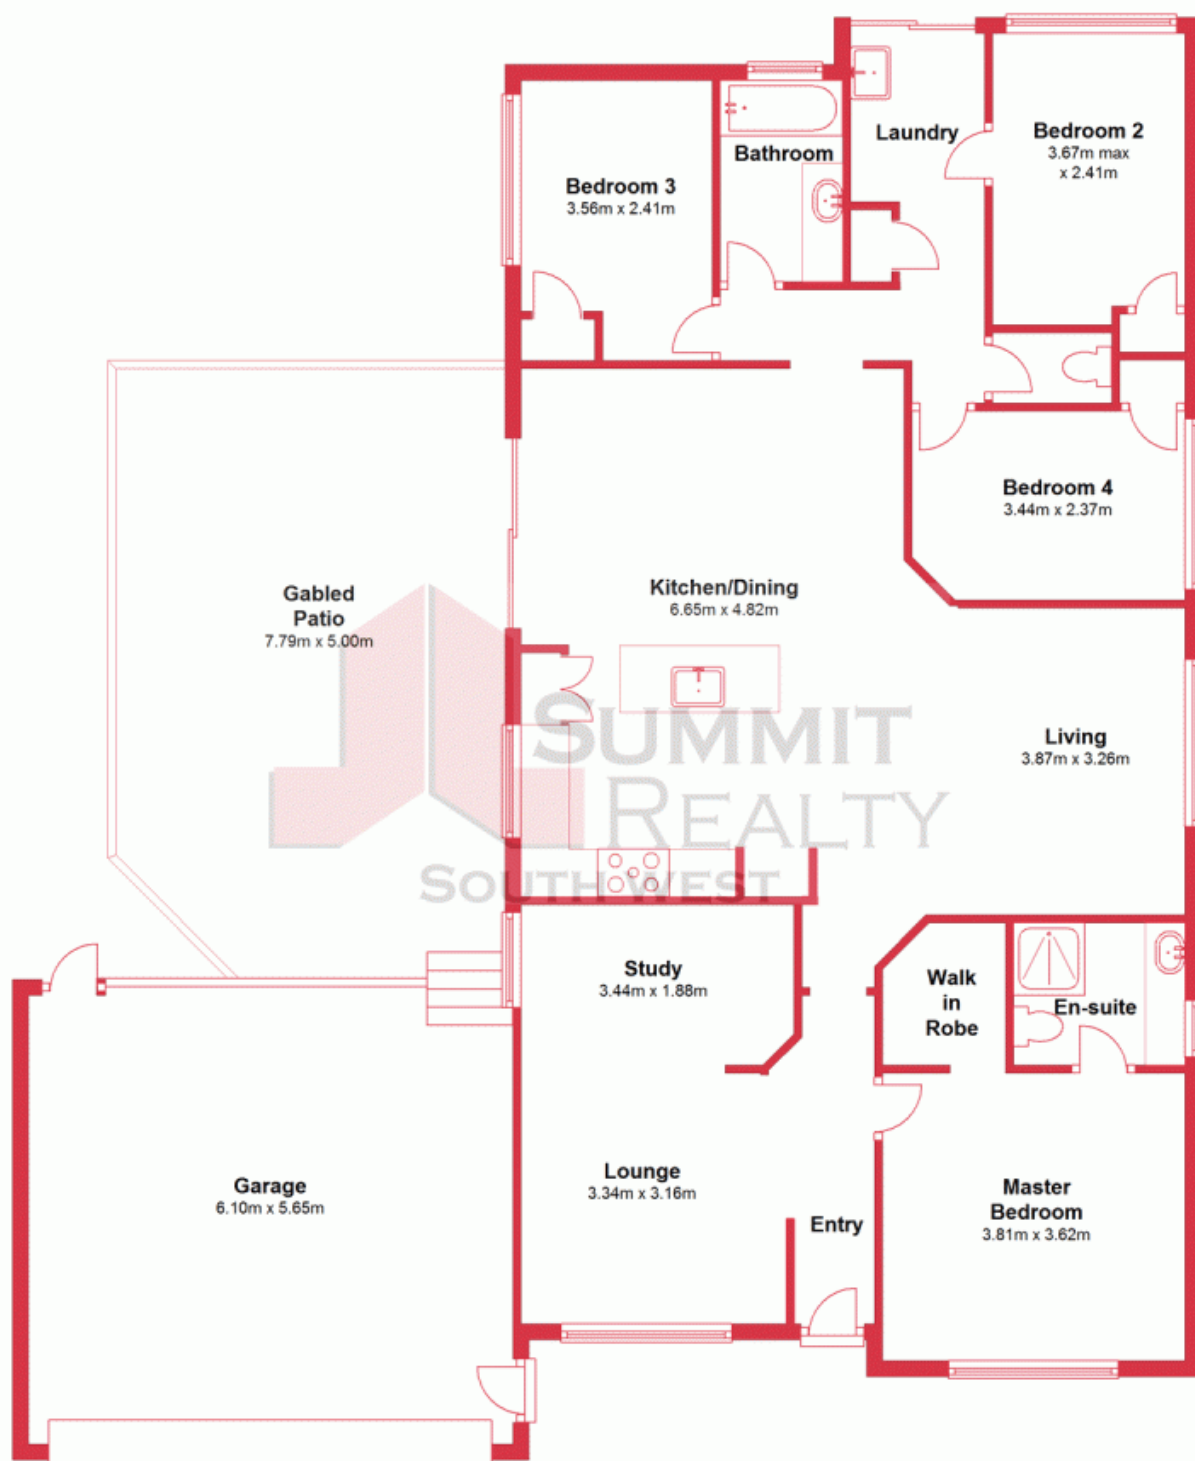 Laundry
Bedroom 2
3.67m max
x 2.41m
Bathroom
Bedroom 3
3.56m x 2.41m
Bedroom 4
3.44m x 2.37m
Gabled
Patio
7.79m x 5.00m
Kitchen/Dining
6.65m x 4.82m
Living
3.87m x 3.26m
SUMMIT
REALTY
SOUTHWEST
Study
3.44m x 1.88m
Walk
in
Robe
En-suite
Garage
6.10m x 5.65m
Lounge
3.34m x 3.16m
Entry
Master
Bedroom
3.81m x 3.62m